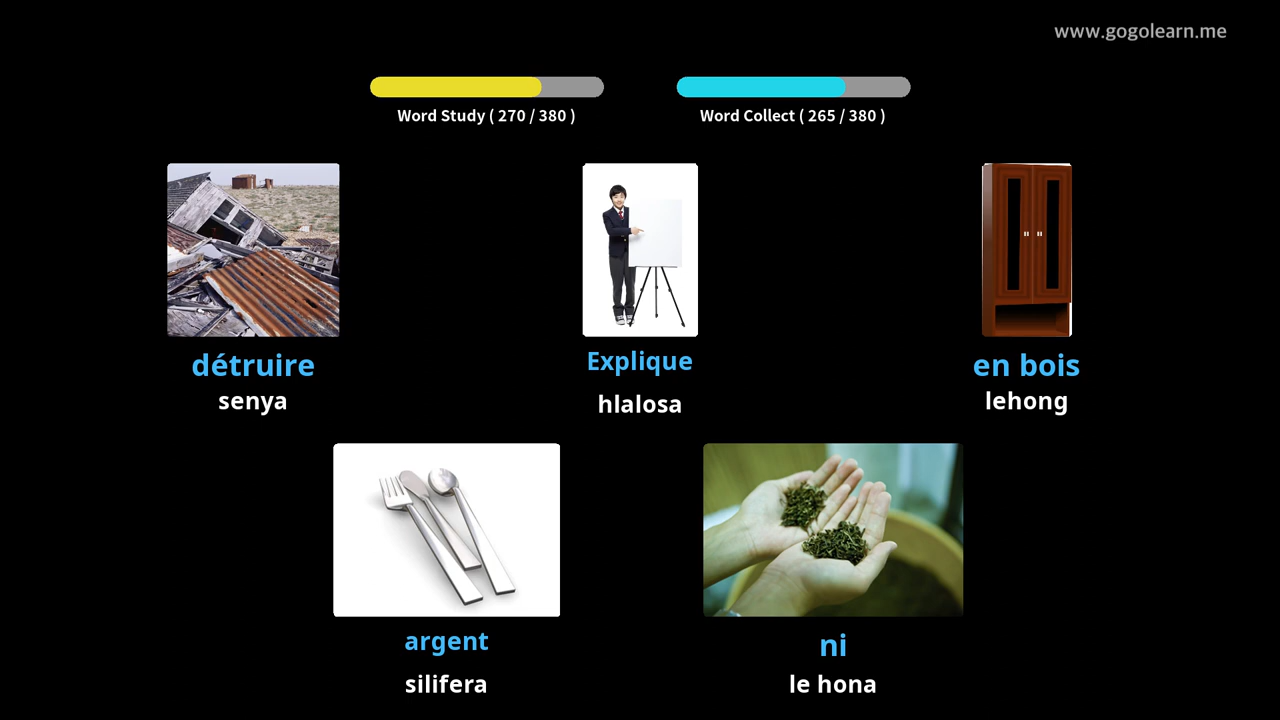 www.gogolearn.me
Word Study ( 270 / 380 )
Word Collect ( 265 / 380 )
détruire
senya
Explique
hlalosa
en bois
lehong
argent
silifera
ni
le hona